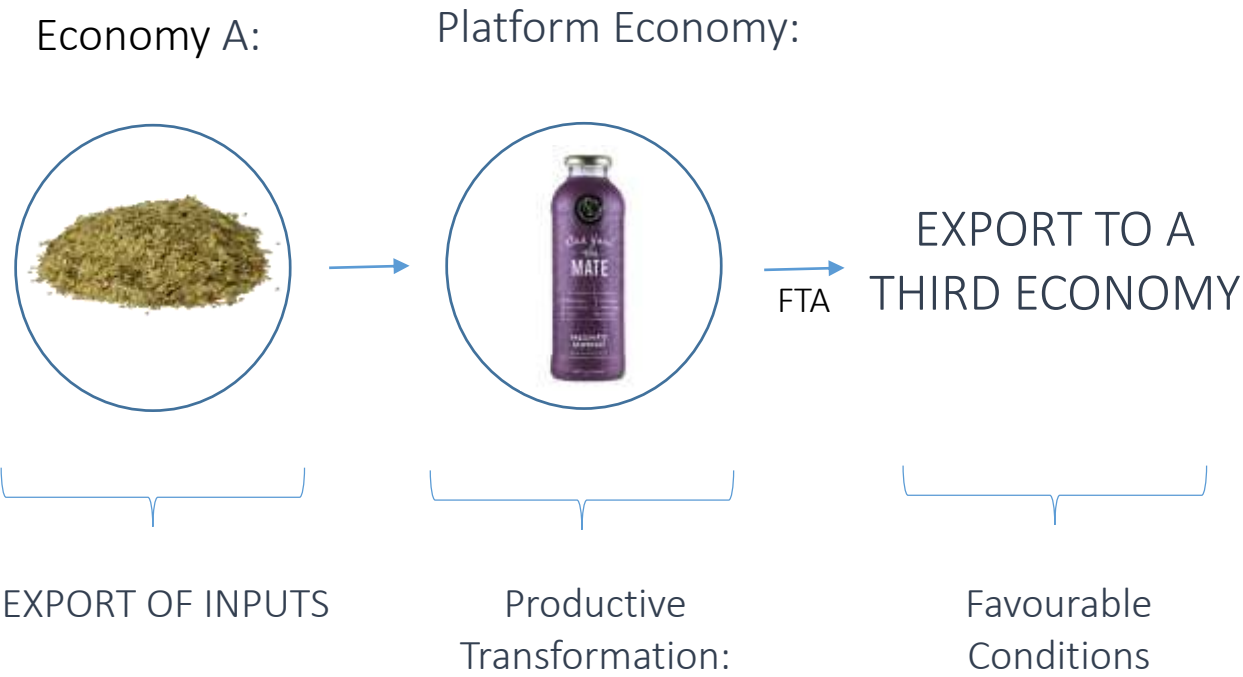 Economy A:
Platform Economy:
MATE
EXPORT TO A
THIRD ECONOMY
FTA
EXPORT OF INPUTS
Productive
Transformation:
Favourable
Conditions